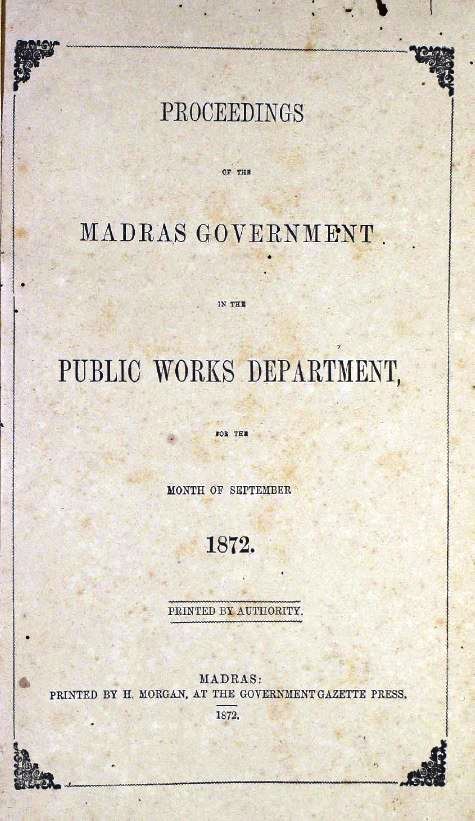 PROCEEDINGS
OF THE
MADRAS GOVERNMENT
IN THE
PUBLIC WORKS DEPARTMENT,
FOR THE
MONTH OF SEPTEMBER
1872.
PRINTED BY AUTHORITY.
MADRAS:
PRINTED BY H. MORGAN, AT THE GOVERNMENT GAZETTE PRESS.
1872.